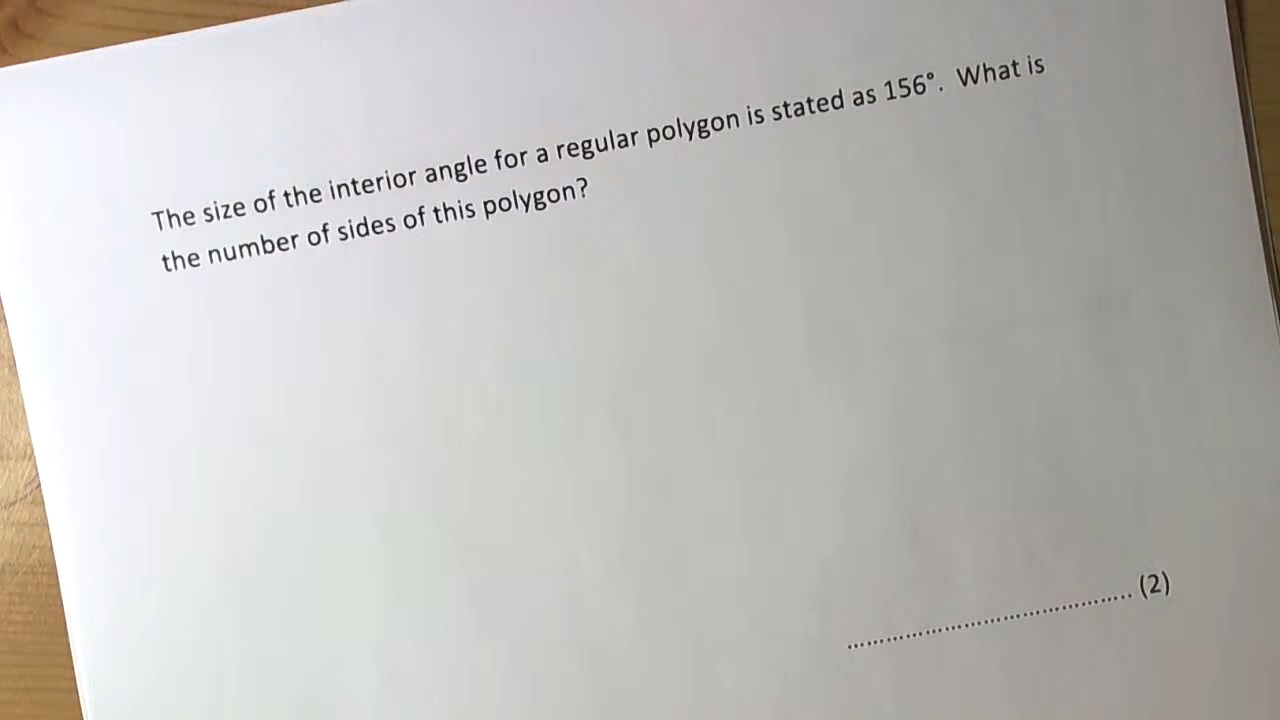 The size of the interior angle for a regular polygon is stated as 156°. What is
the number of sides of this polygon?
................................................ (2)